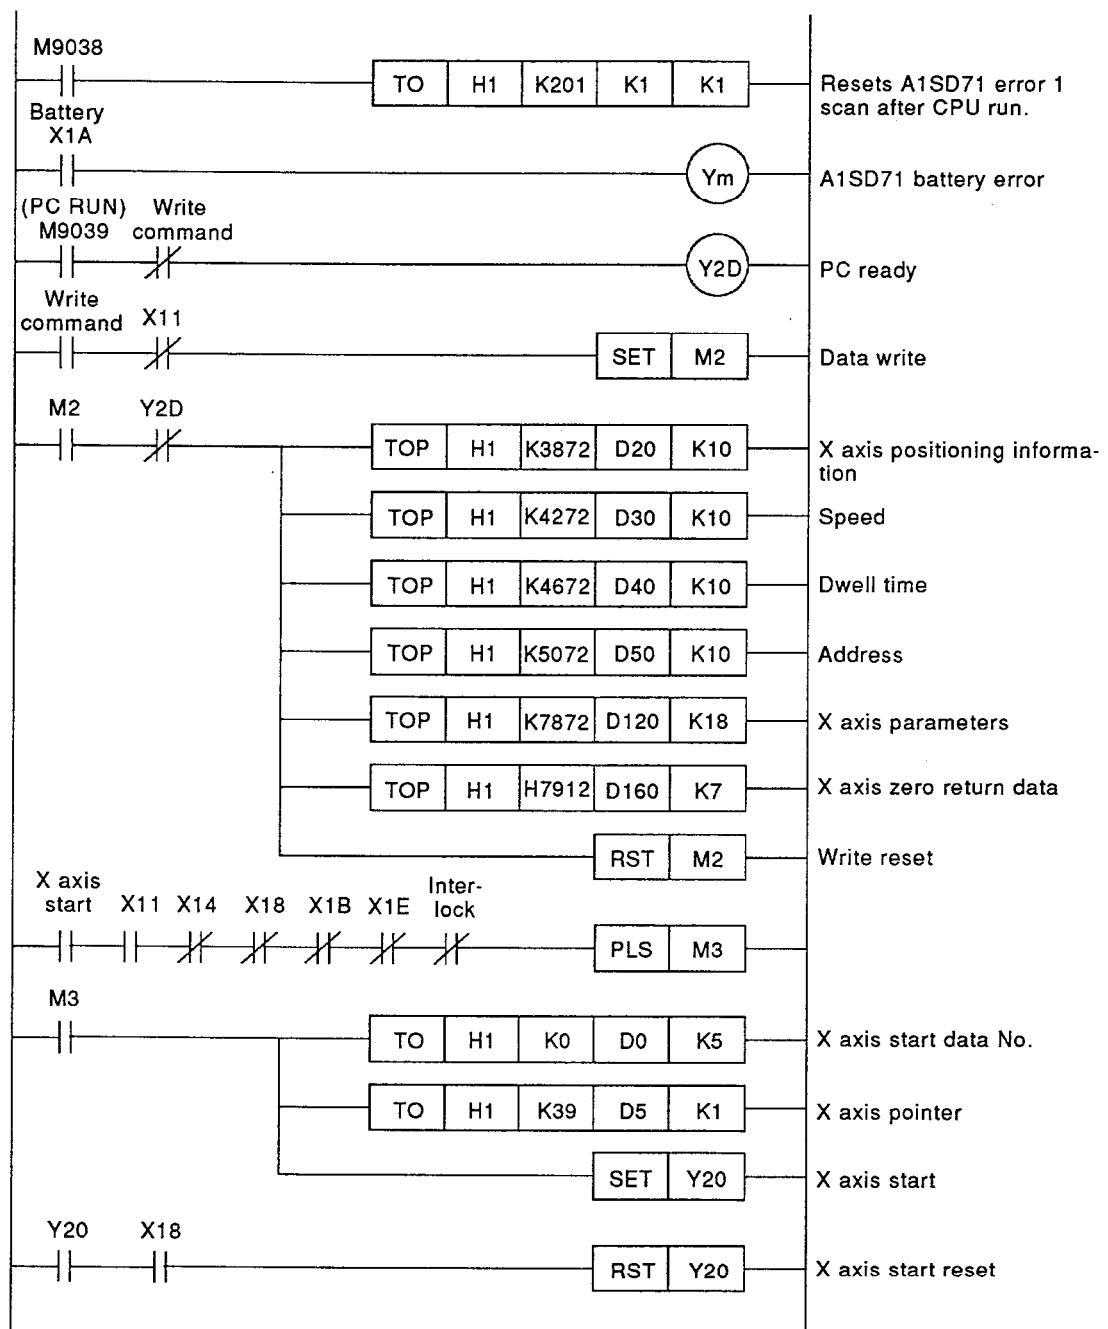 M9038
TO H1 K201 K1 K1 Resets A1SD71 error 1
scan after CPU run.
Battery
X1A
Ym A1SD71 battery error
(PC RUN) Write
M9039 command
Y2D PC ready
Write
command X11
SET M2 Data write
M2 Y2D
TOP H1 K3872 D20 K10 X axis positioning informa-
tion
TOP H1 K4272 D30 K10 Speed
TOP H1 K4672 D40 K10 Dwell time
TOP H1 K5072 D50 K10 Address
TOP H1 K7872 D120 K18 X axis parameters
TOP H1 H7912 D160 K7 X axis zero return data
RST M2 Write reset
X axis
start X11 X14 X18 X1B X1E Inter-
lock
PLS M3
M3
TO H1 K0 D0 K5 X axis start data No.
TO H1 K39 D5 K1 X axis pointer
SET Y20 X axis start
Y20 X18
RST Y20 X axis start reset